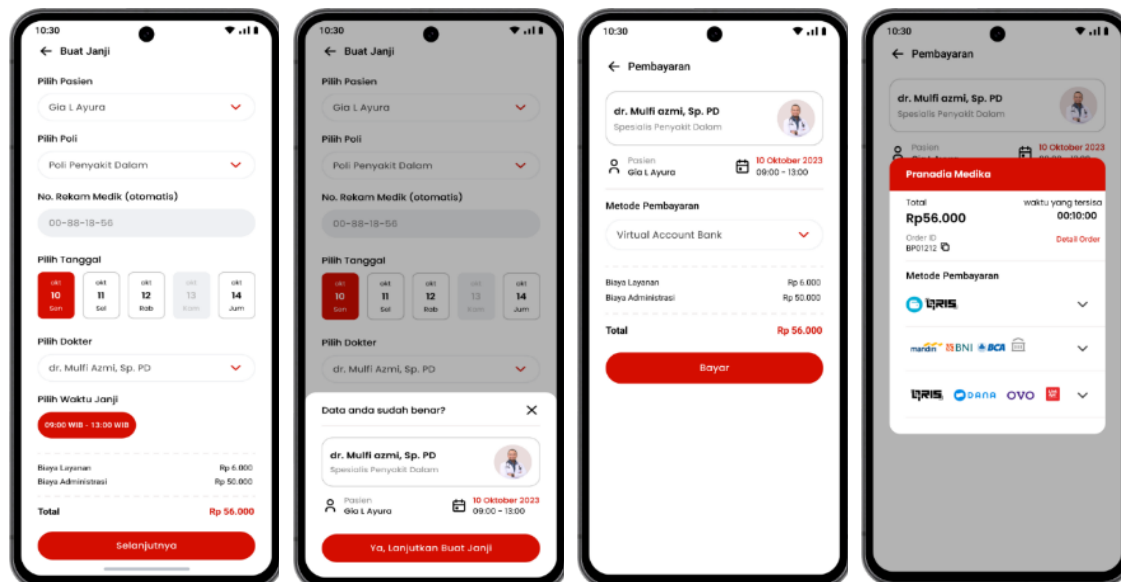 10:30
← Buat Janji
Pilih Pasien
Gia L Ayura
Pilih Poli
Poli Penyakit Dalam
No. Rekam Medik (otomatis)
00-88-18-56
Pilih Tanggal
okt okt okt okt okt
10 11 12 13 14
Sen Sel Rab Kam Jum
Pilih Dokter
dr. Mulfi Azmi, Sp. PD
Pilih Waktu Janji
09:00 WIB - 13:00 WIB
Biaya Layanan Rp 6.000
Biaya Administrasi Rp 50.000
Total Rp 56.000
Selanjutnya
10:30
← Buat Janji
Pilih Pasien
Gia L Ayura
Pilih Poli
Poli Penyakit Dalam
No. Rekam Medik (otomatis)
00-88-18-56
Pilih Tanggal
okt okt okt okt okt
10 11 12 13 14
Sen Sel Rab Kam Jum
Pilih Dokter
dr. Mulfi Azmi, Sp. PD
Data anda sudah benar? ×
dr. Mulfi azmi, Sp. PD
Spesialis Penyakit Dalam
Pasien 10 Oktober 2023
Gia L Ayura 09:00 - 13:00
Ya, Lanjutkan Buat Janji
10:30
← Pembayaran
dr. Mulfi azmi, Sp. PD
Spesialis Penyakit Dalam
Pasien 10 Oktober 2023
Gia L Ayura 09:00 - 13:00
Metode Pembayaran
Virtual Account Bank
Biaya Layanan Rp 6.000
Biaya Administrasi Rp 50.000
Total Rp 56.000
Bayar
10:30
← Pembayaran
dr. Mulfi azmi, Sp. PD
Spesialis Penyakit Dalam
Pasien 10 Oktober 2023
Pranadia Medika
Total waktu yang tersisa
Rp56.000 00:10:00
Order ID Detail Order
BP01212
Metode Pembayaran
QRIS
mandiri BNI BCA
QRIS DANA OVO